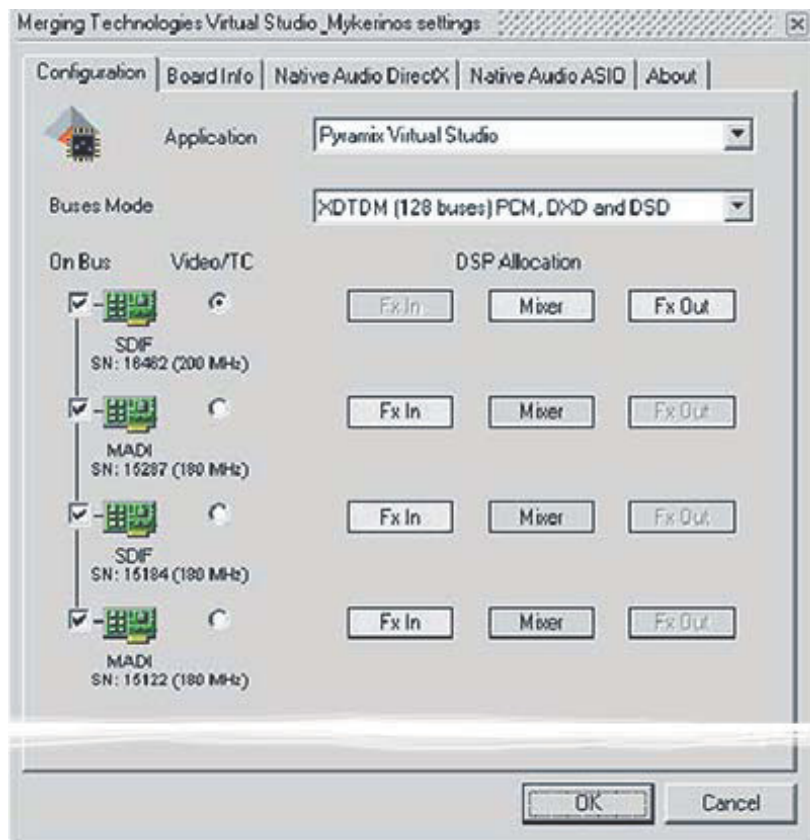 Merging Technologies Virtual Studio_Mykerinos settings
Configuration Board Info Native Audio DirectX Native Audio ASIO About
Application Pyramix Virtual Studio
Buses Mode XDTDM (128 buses) PCM, DXD and DSD
On Bus Video/TC DSP Allocation
Fx In Mixer Fx Out
SDIF
SN: 16462 (200 MHz)
Fx In Mixer Fx Out
MADI
SN: 15287 (180 MHz)
Fx In Mixer Fx Out
SDIF
SN: 15184 (180 MHz)
Fx In Mixer Fx Out
MADI
SN: 15122 (180 MHz)
OK Cancel